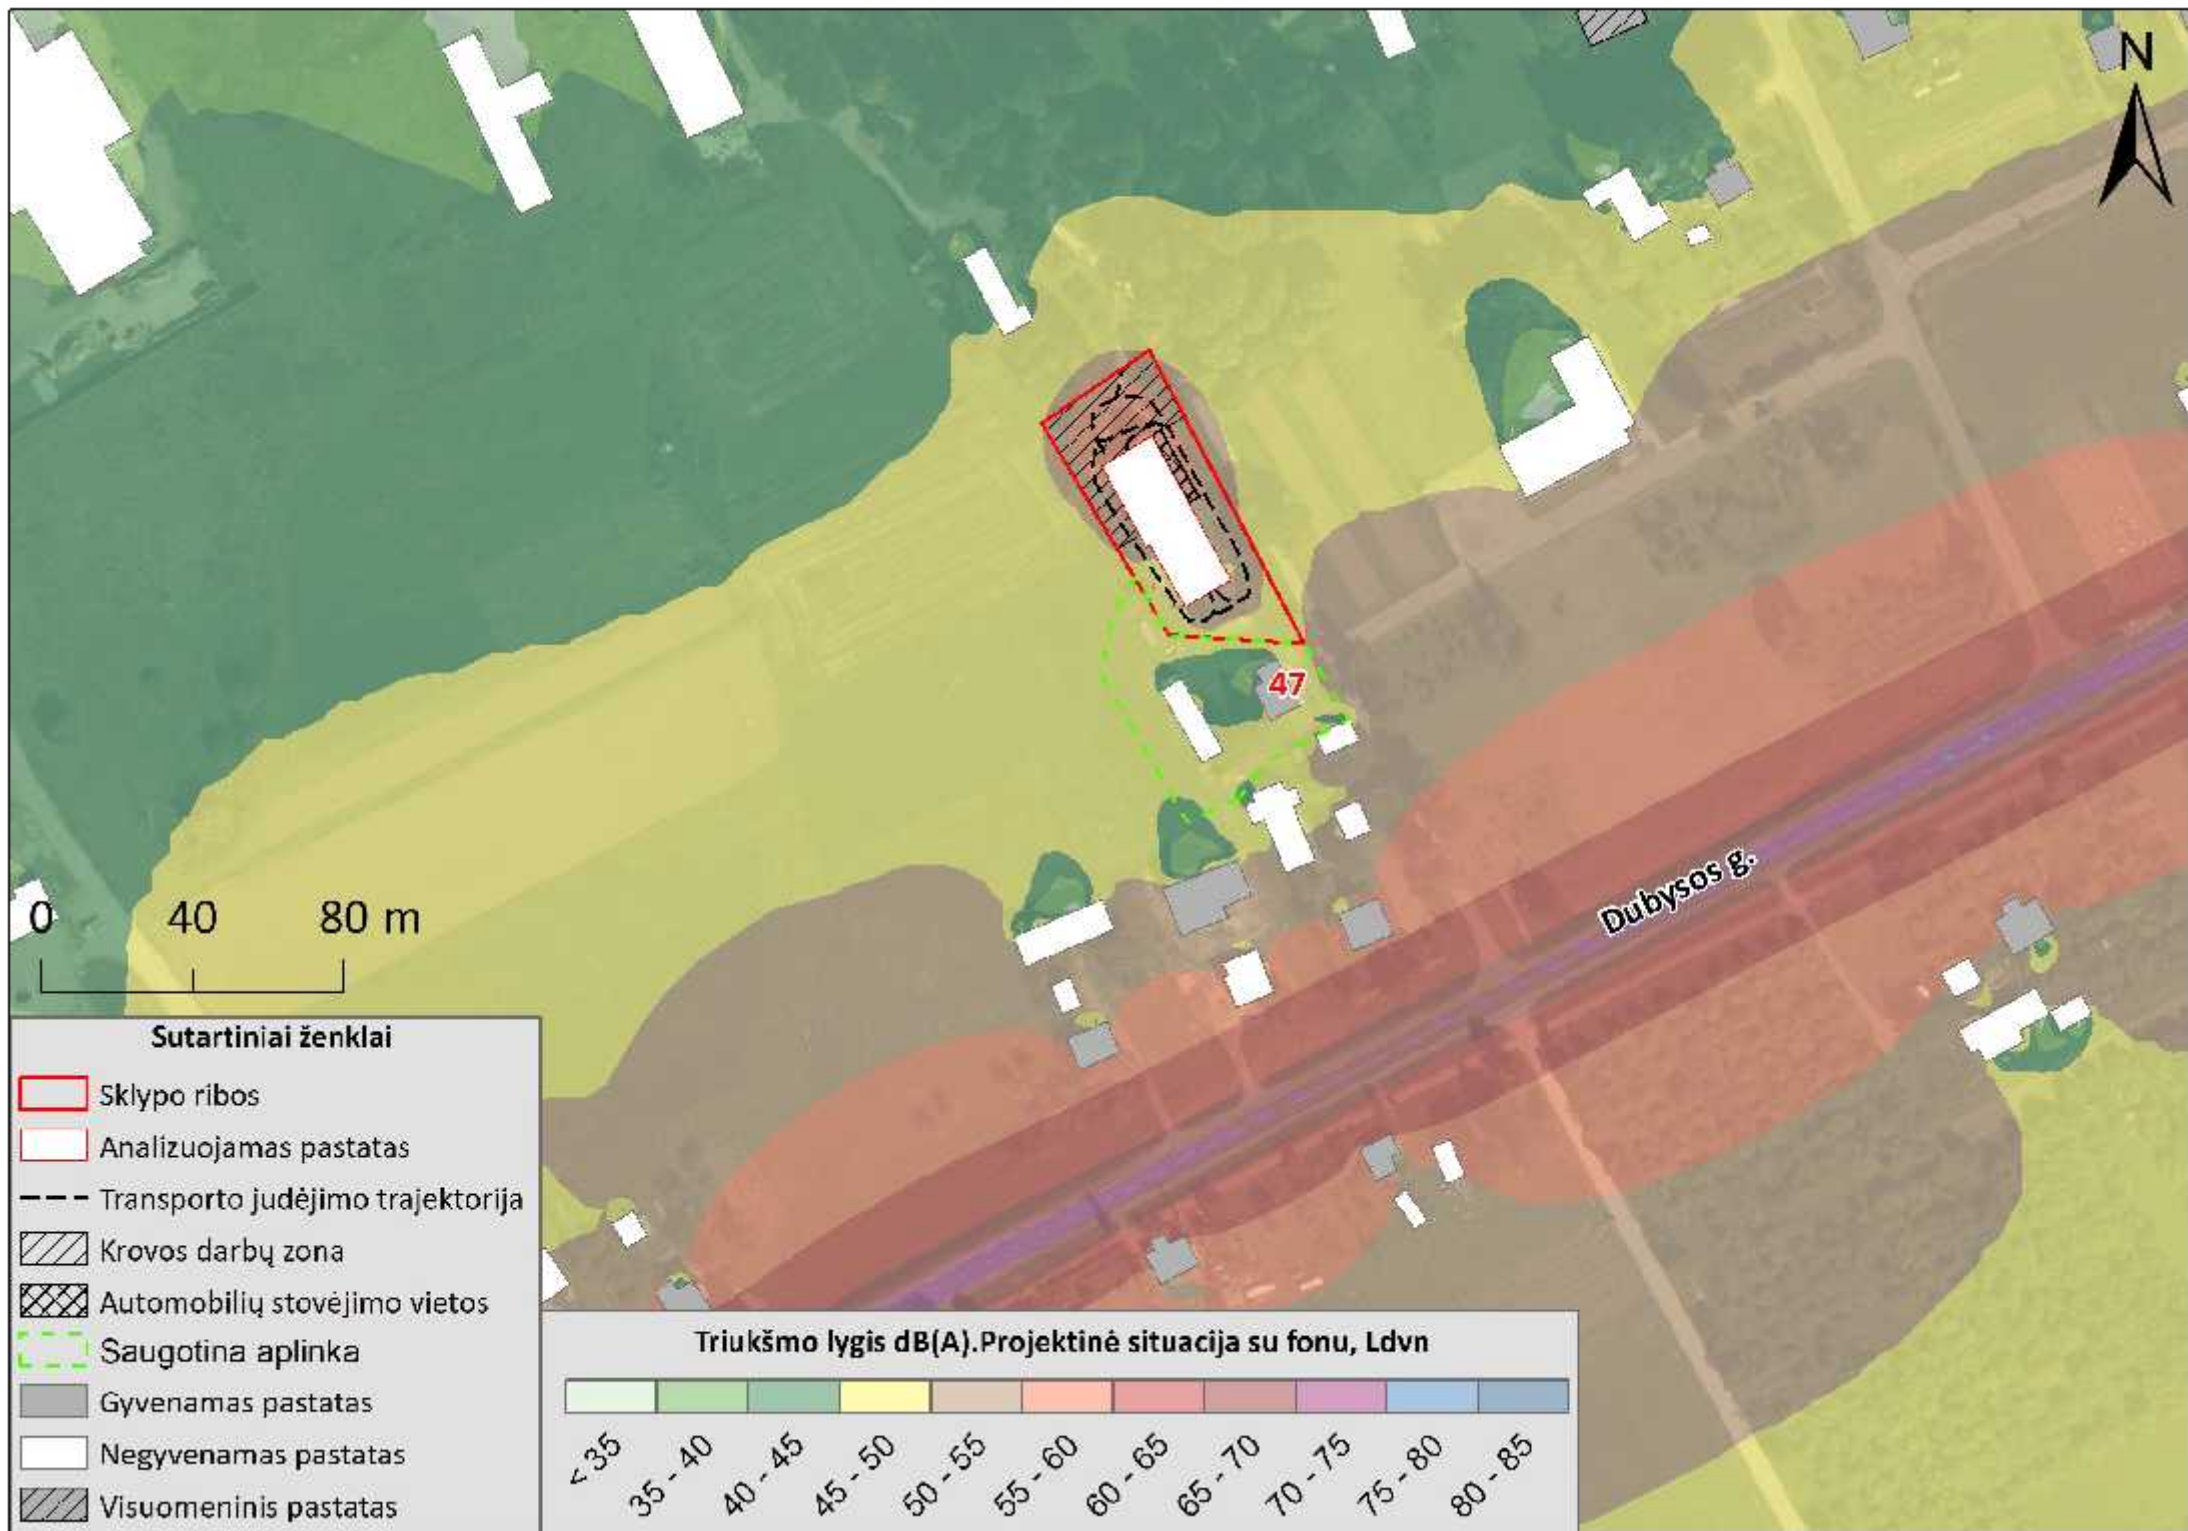 N
47
Dubysos g.
0 40 80 m
Sutartiniai ženklai
Sklypo ribos
Analizuojamas pastatas
Transporto judėjimo trajektorija
Krovos darbų zona
Automobilių stovėjimo vietos
Saugotina aplinka
Gyvenamas pastatas
Negyvenamas pastatas
Visuomeninis pastatas
Triukšmo lygis dB(A).Projektinė situacija su fonu, Ldvn
< 35
35 - 40
40 - 45
45 - 50
50 - 55
55 - 60
60 - 65
65 - 70
70 - 75
75 - 80
80 - 85